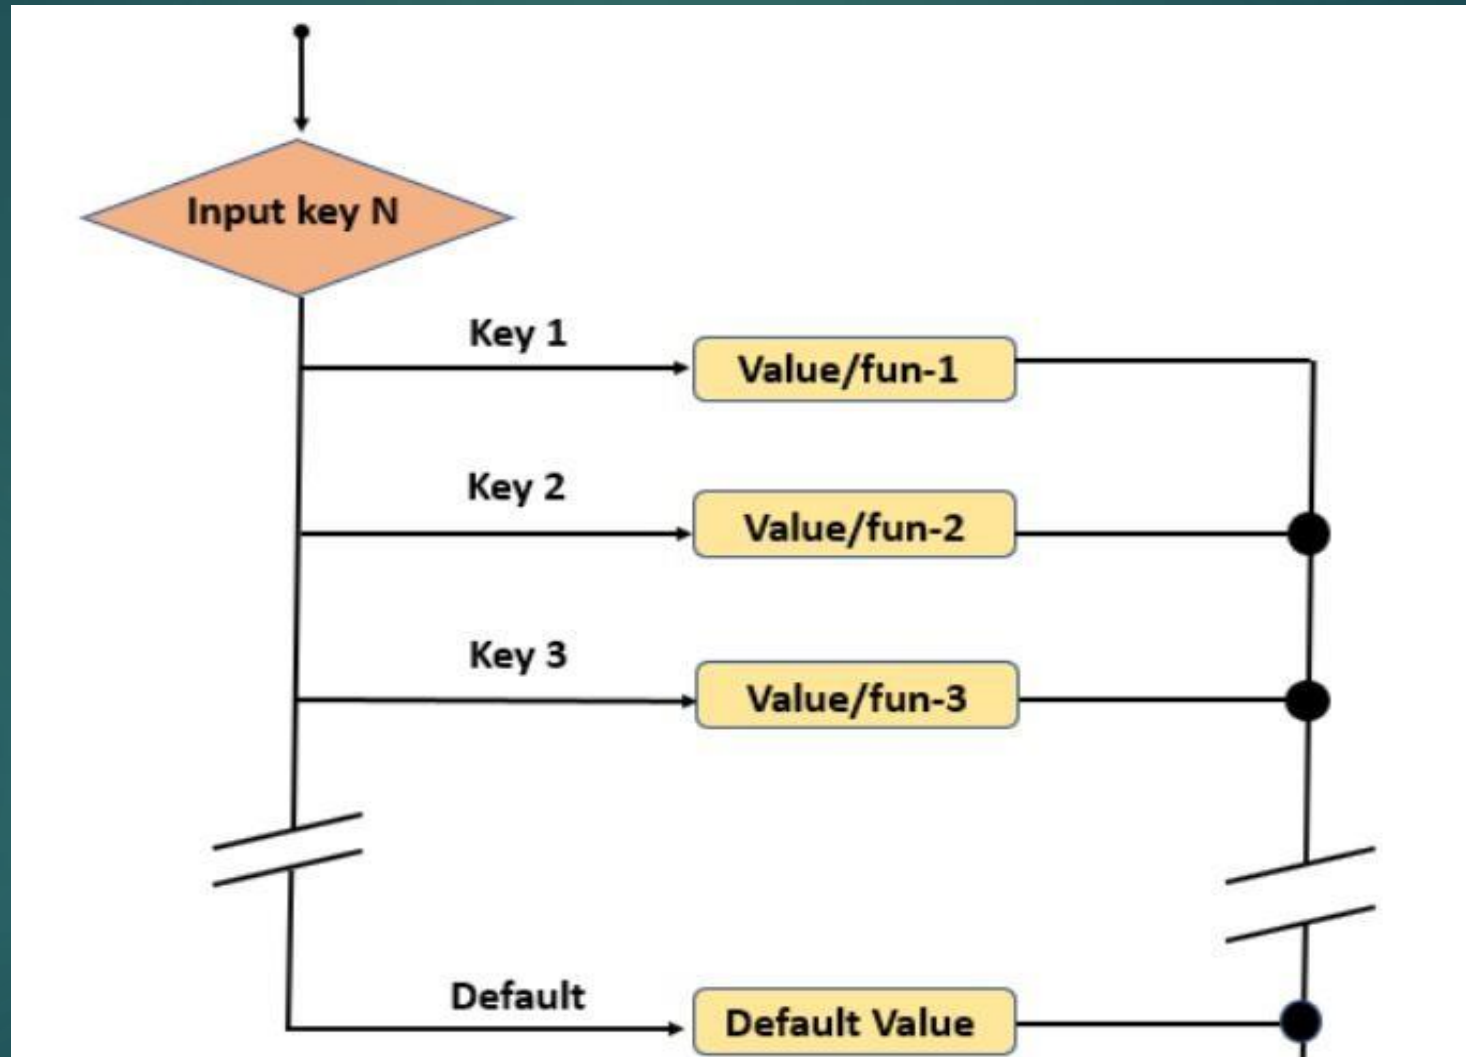 Input key N
Key 1
Value/fun-1
Key 2
Value/fun-2
Key 3
Value/fun-3
Default
Default Value